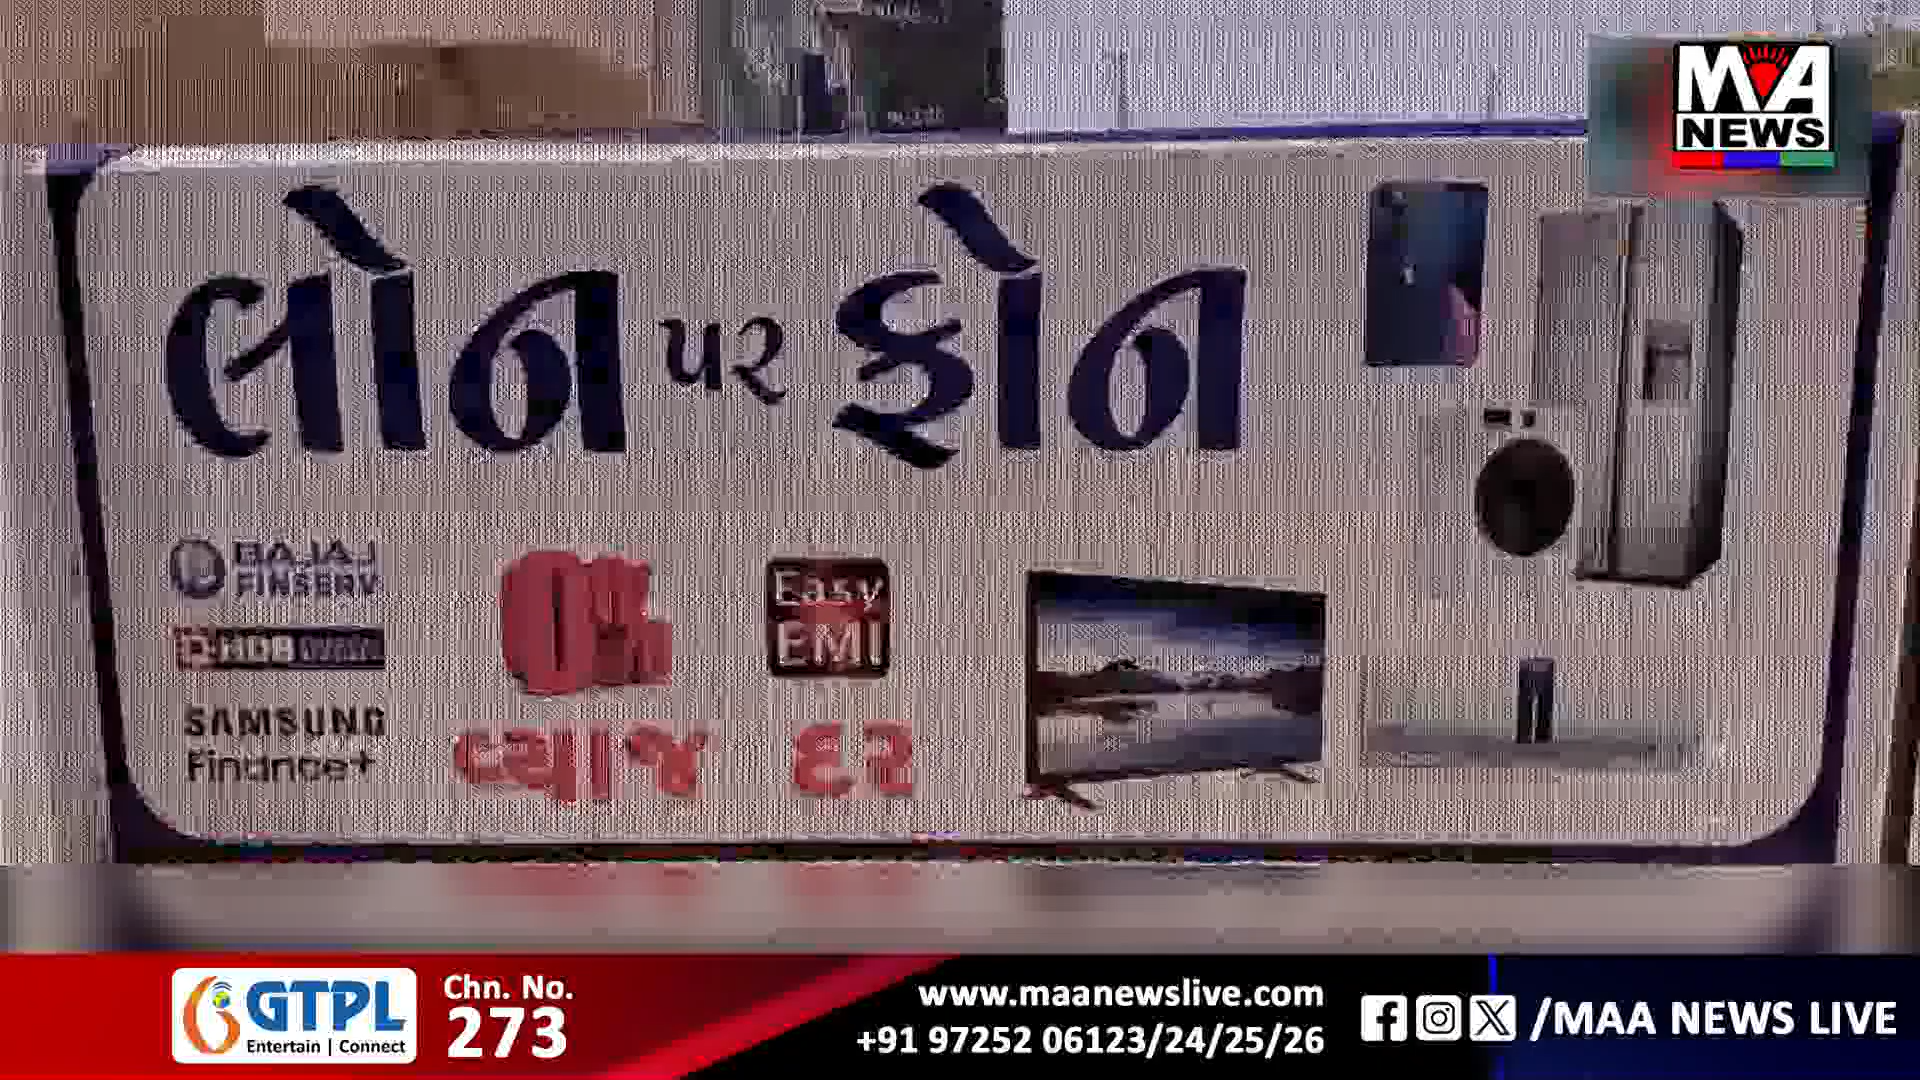 MAA
NEWS
લોન પર ફોન
BAJAJ
FINSERV
SAMSUNG
Finance+
0%
વ્યાજ દર
Easy
EMI
GTPL
Entertain | Connect
Chn. No.
273
www.maanewslive.com
+91 97252 06123/24/25/26
/MAA NEWS LIVE